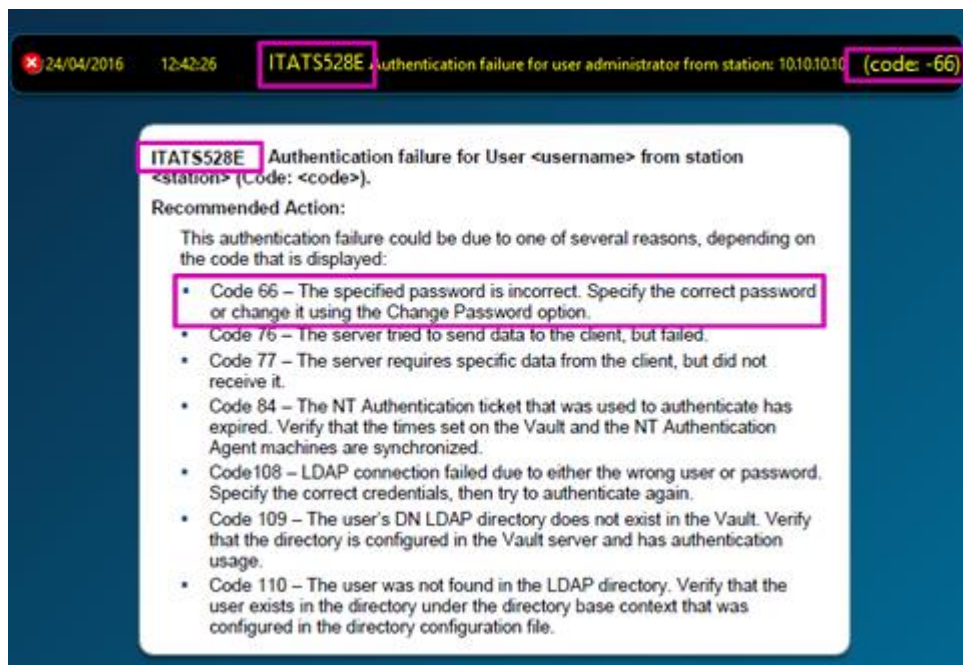 24/04/2016 12:42:26 ITATS528E Authentication failure for user administrator from station: 10.10.10.10 (code: -66)
ITATS528E Authentication failure for User <username> from station
<station> (Code: <code>).
Recommended Action:
This authentication failure could be due to one of several reasons, depending on
the code that is displayed:
▪ Code 66 – The specified password is incorrect. Specify the correct password
or change it using the Change Password option.
▪ Code 76 – The server tried to send data to the client, but failed.
▪ Code 77 – The server requires specific data from the client, but did not
receive it.
▪ Code 84 – The NT Authentication ticket that was used to authenticate has
expired. Verify that the times set on the Vault and the NT Authentication
Agent machines are synchronized.
▪ Code108 – LDAP connection failed due to either the wrong user or password.
Specify the correct credentials, then try to authenticate again.
▪ Code 109 – The user's DN LDAP directory does not exist in the Vault. Verify
that the directory is configured in the Vault server and has authentication
usage.
▪ Code 110 – The user was not found in the LDAP directory. Verify that the
user exists in the directory under the directory base context that was
configured in the directory configuration file.